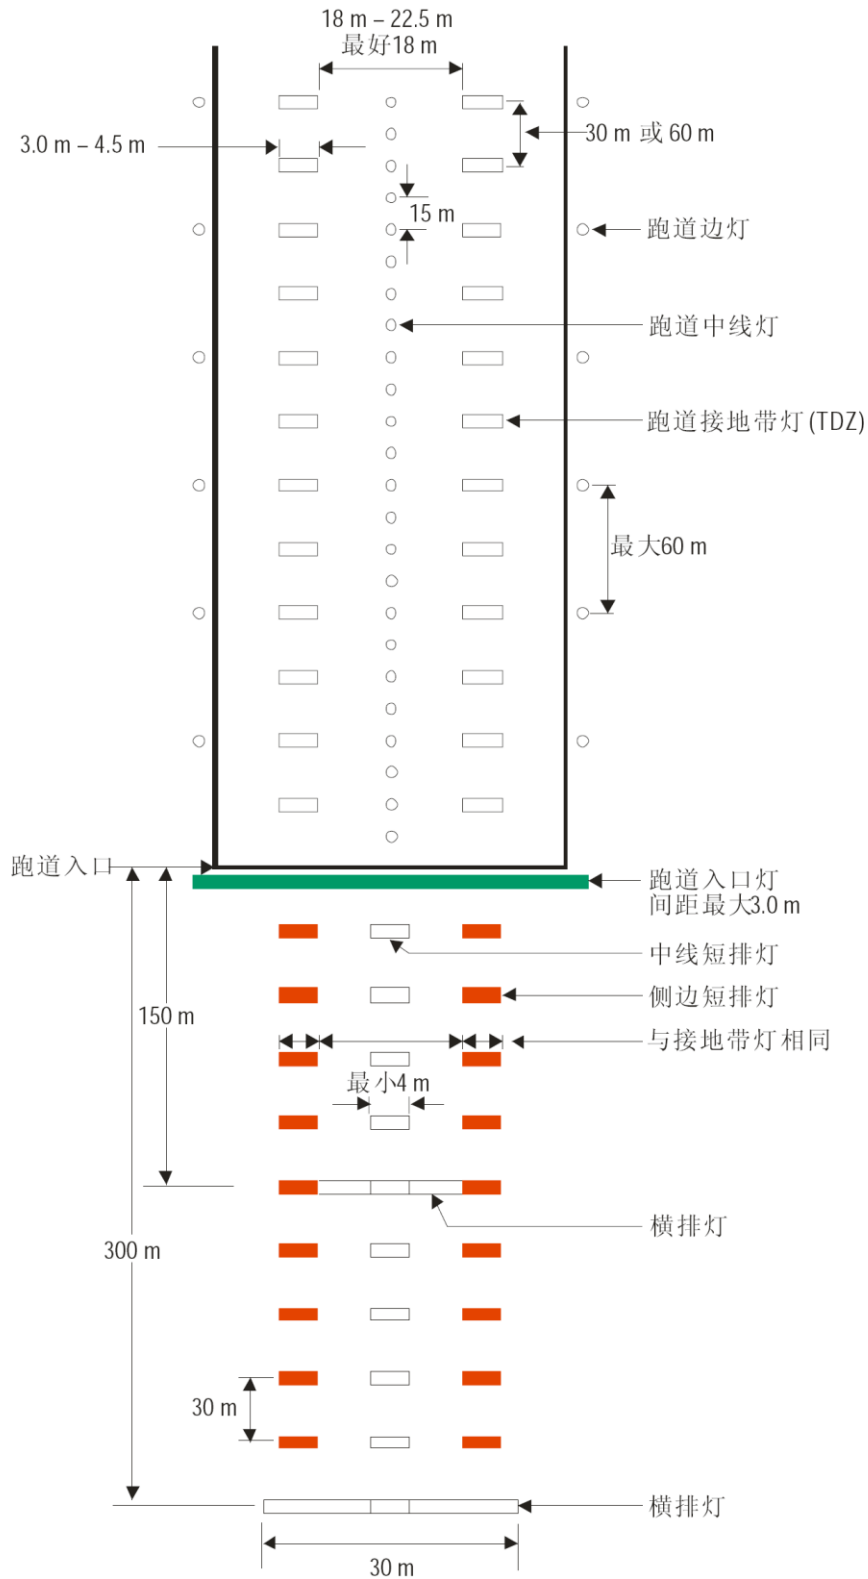 18 m – 22.5 m
最好18 m
3.0 m – 4.5 m
30 m 或 60 m
15 m
跑道边灯
跑道中线灯
跑道接地带灯(TDZ)
最大60 m
跑道入口
跑道入口灯
间距最大3.0 m
中线短排灯
侧边短排灯
150 m
与接地带灯相同
最小4 m
横排灯
300 m
30 m
横排灯
30 m